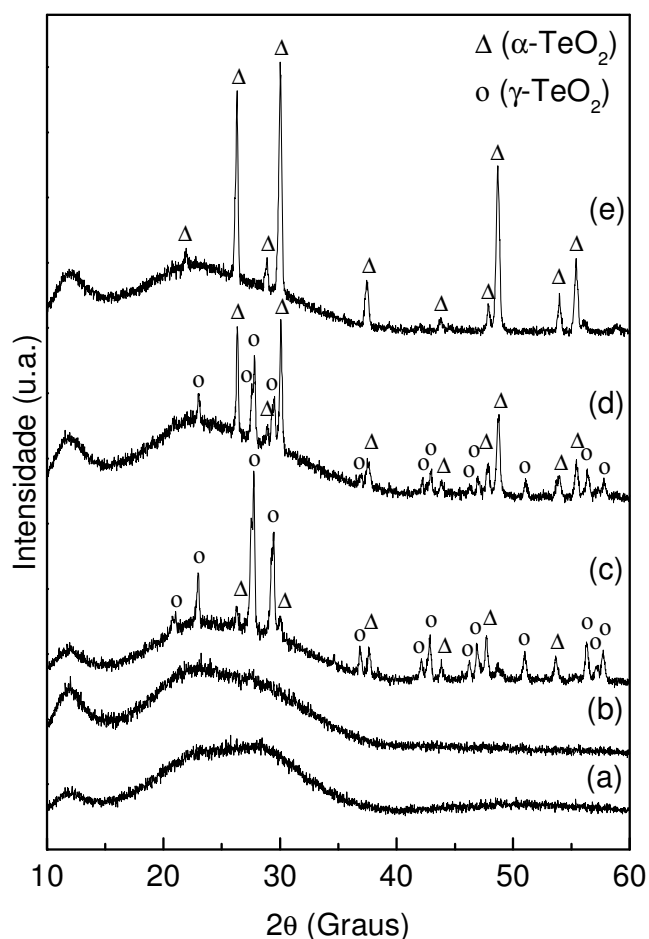 Δ (α-TeO₂)
o (γ-TeO₂)
Δ Δ Δ Δ Δ Δ Δ Δ Δ Δ
(e)
o Δ o o Δ o Δ o Δ o o Δ o o Δ Δ o Δ Δ o o
(d)
o o Δ o o Δ o Δ o o Δ o o Δ o Δ o o o
(c)
(b)
(a)
Intensidade (u.a.)
10 20 30 40 50 60
2θ (Graus)